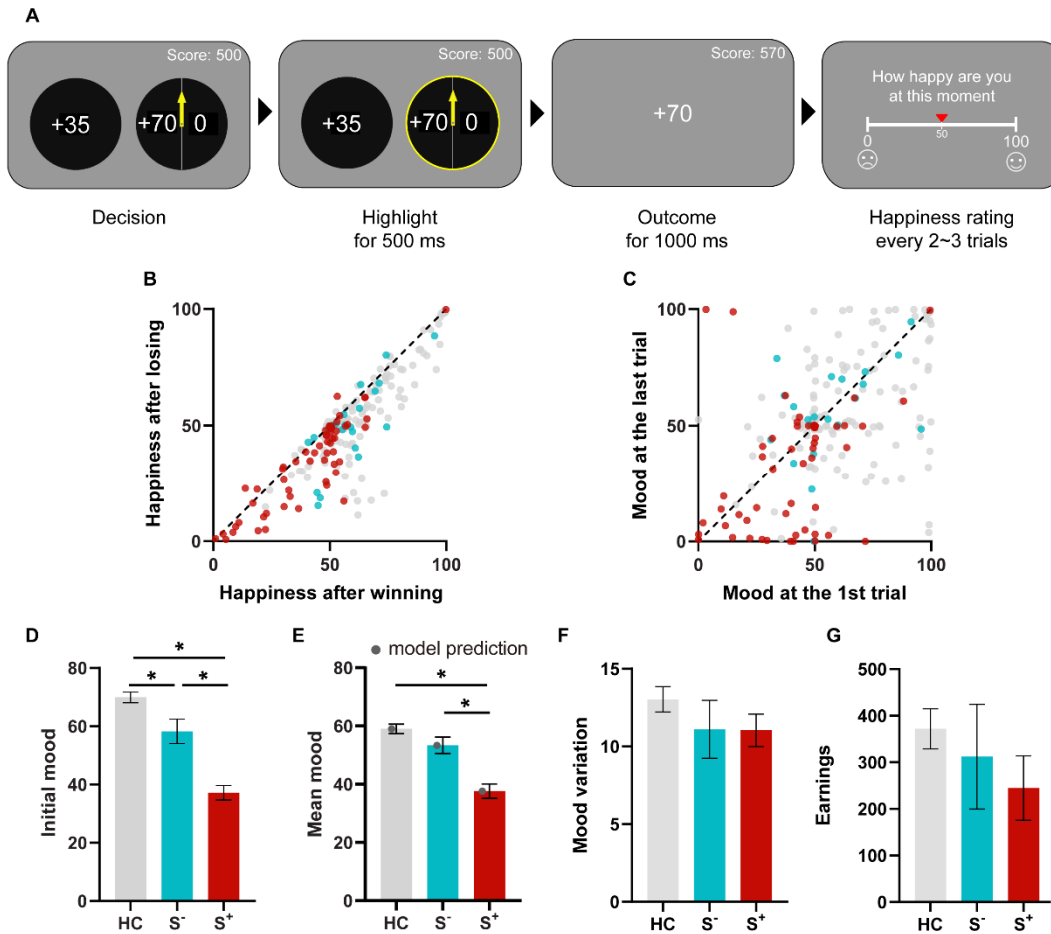 A
Score: 500
+35
+70 0
Score: 500
+35
+70 0
Score: 570
+70
How happy are you
at this moment
50
0
100
Decision
Highlight
for 500 ms
Outcome
for 1000 ms
Happiness rating
every 2~3 trials
B
Happiness after losing
100
50
0
0
50
100
Happiness after winning
C
Mood at the last trial
100
50
0
0
50
100
Mood at the 1st trial
D
Initial mood
80
60
40
20
0
*
*
*
HC
S-
S+
E
model prediction
Mean mood
80
60
40
20
0
*
*
HC
S-
S+
F
Mood variation
15
10
5
0
HC
S-
S+
G
Earnings
500
400
300
200
100
0
HC
S-
S+